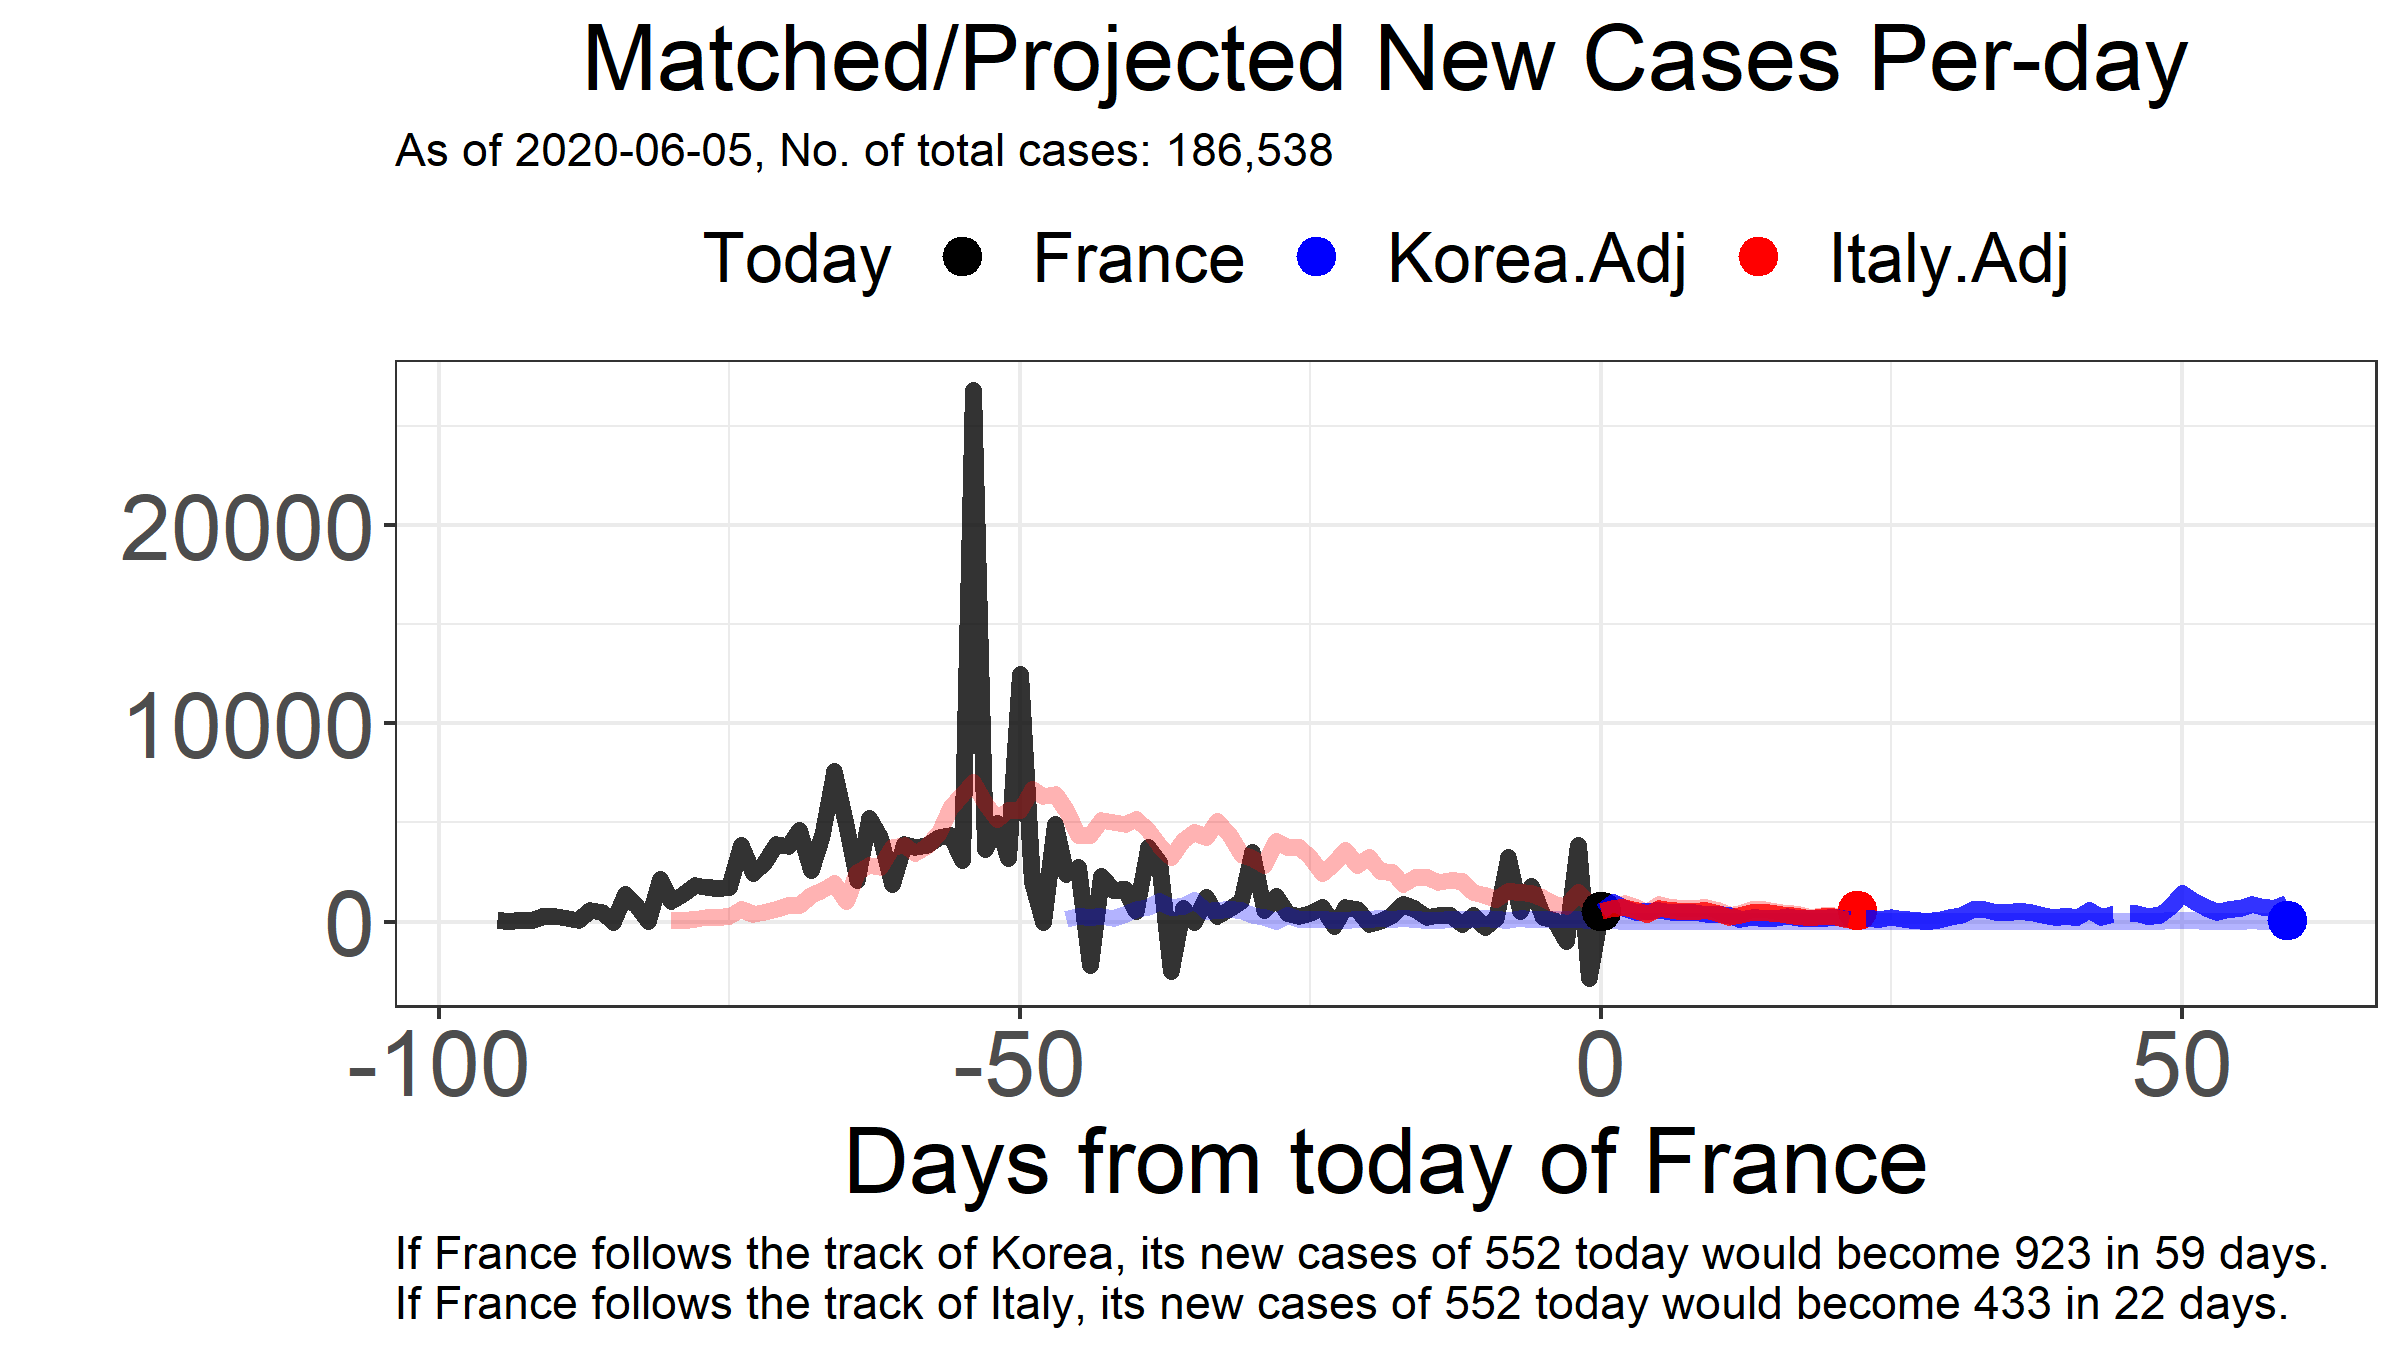 Matched/Projected New Cases Per-day
As of 2020-06-05, No. of total cases: 186,538
Today France Korea.Adj Italy.Adj
20000
10000
0
-100 -50 0 50
Days from today of France
If France follows the track of Korea, its new cases of 552 today would become 923 in 59 days.
If France follows the track of Italy, its new cases of 552 today would become 433 in 22 days.